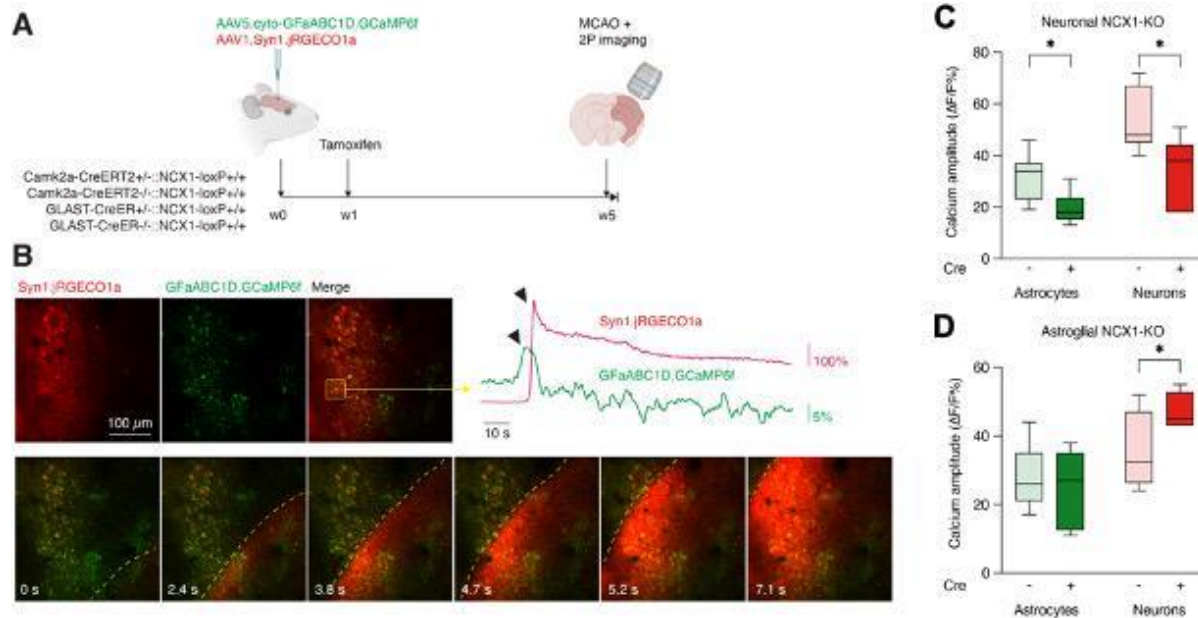 A
AAV5.cyto-GFaABC1D.GCaMP6f
AAV1.Syn1.jRGECO1a
MCAO +
2P imaging
Tamoxifen
Camk2a-CreERT2+/-::NCX1-loxP+/+
Camk2a-CreERT2-/-::NCX1-loxP+/+
GLAST-CreER+/-::NCX1-loxP+/+
GLAST-CreER-/-::NCX1-loxP+/+
w0
w1
w5
B
Syn1.jRGECO1a
GFaABC1D.GCaMP6f
Merge
100 µm
Syn1.jRGECO1a
100%
GFaABC1D.GCaMP6f
5%
10 s
0 s
2.4 s
3.8 s
4.7 s
5.2 s
7.1 s
C
Neuronal NCX1-KO
Calcium amplitude (ΔF/F%)
80
60
40
20
0
*
*
Cre - + - +
Astrocytes Neurons
D
Astroglial NCX1-KO
Calcium amplitude (ΔF/F%)
60
40
20
0
*
Cre - + - +
Astrocytes Neurons